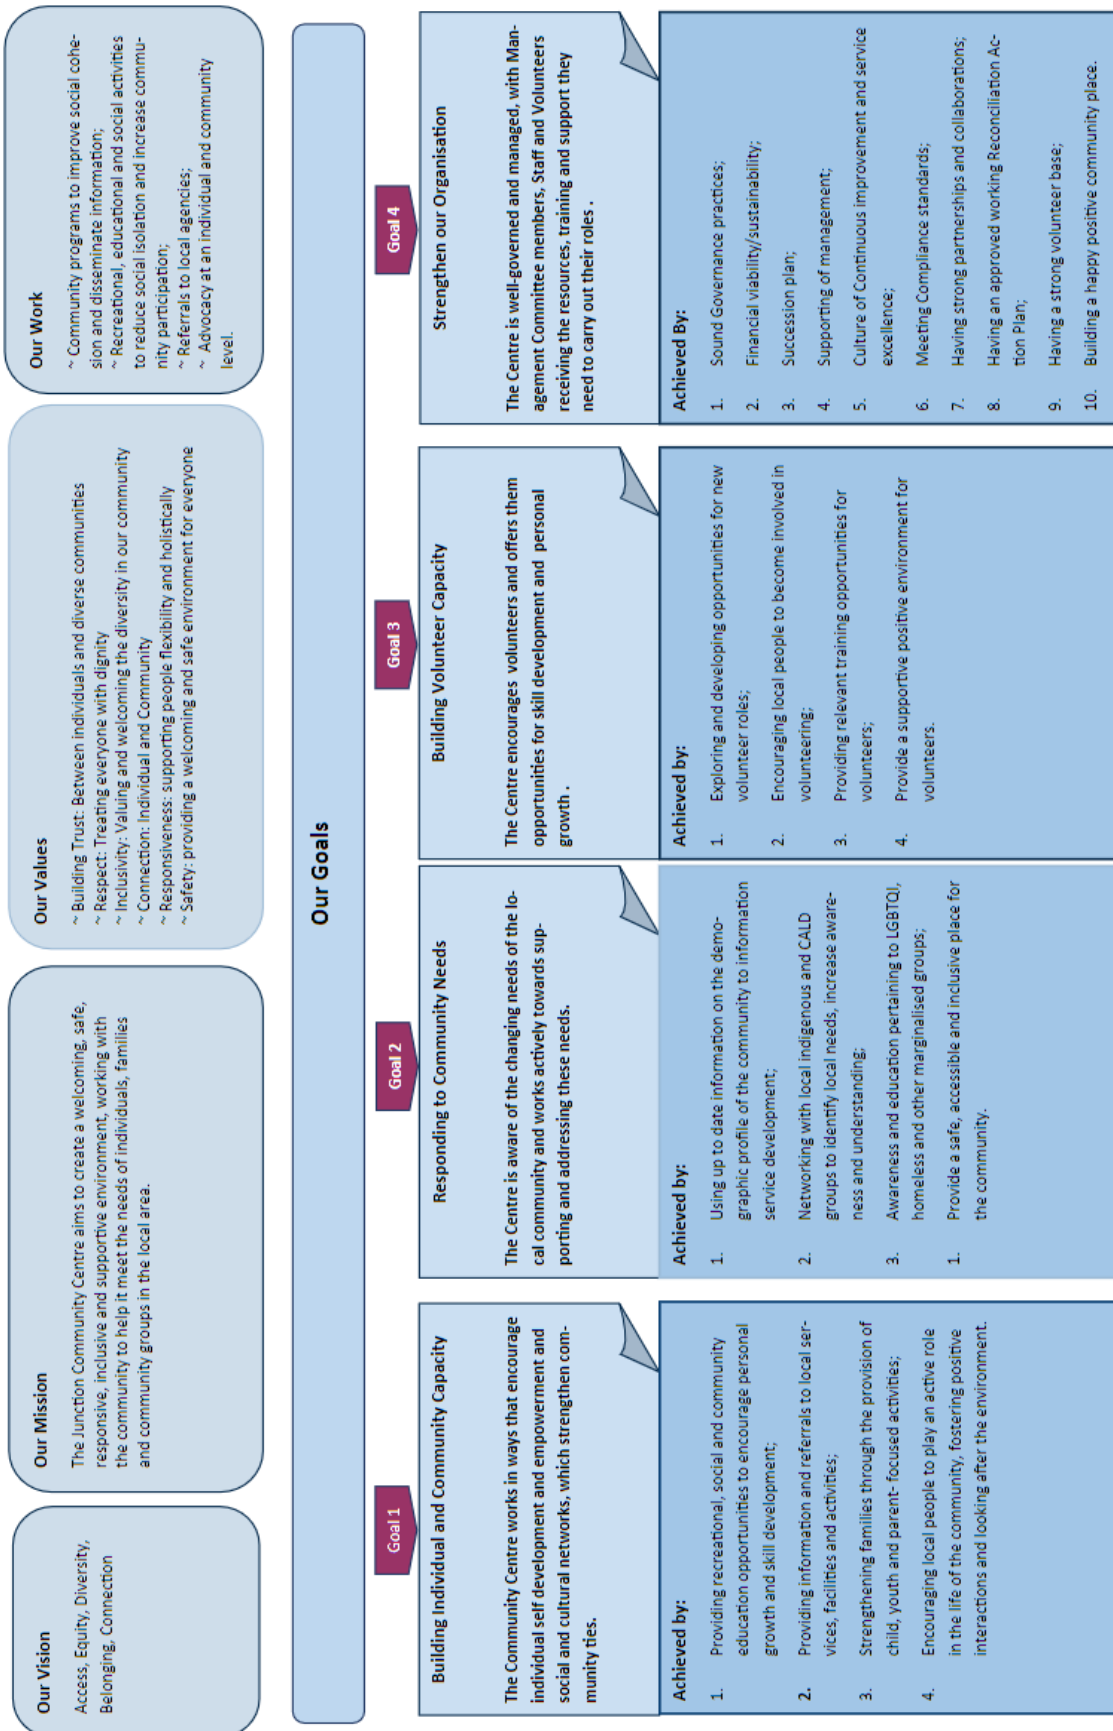 Our Vision
Access, Equity, Diversity,
Belonging, Connection
Our Mission
The Junction Community Centre aims to create a welcoming, safe,
responsive, inclusive and supportive environment, working with
the community to help it meet the needs of individuals, families
and community groups in the local area.
Our Values
~ Building Trust: Between individuals and diverse communities
~ Respect: Treating everyone with dignity
~ Inclusivity: Valuing and welcoming the diversity in our community
~ Connection: Individual and Community
~ Responsiveness: supporting people flexibility and holistically
~ Safety: providing a welcoming and safe environment for everyone
Our Work
~ Community programs to improve social cohe-
sion and disseminate information;
~ Recreational, educational and social activities
to reduce social isolation and increase commu-
nity participation;
~ Referrals to local agencies;
~ Advocacy at an individual and community
level.
Our Goals
Goal 1
Building Individual and Community Capacity
The Community Centre works in ways that encourage
individual self development and empowerment and
social and cultural networks, which strengthen com-
munity ties.
Achieved by:
1. Providing recreational, social and community
education opportunities to encourage personal
growth and skill development;
2. Providing information and referrals to local ser-
vices, facilities and activities;
3. Strengthening families through the provision of
child, youth and parent- focused activities;
4. Encouraging local people to play an active role
in the life of the community, fostering positive
interactions and looking after the environment.
Goal 2
Responding to Community Needs
The Centre is aware of the changing needs of the lo-
cal community and works actively towards sup-
porting and addressing these needs.
Achieved by:
1. Using up to date information on the demo-
graphic profile of the community to information
service development;
2. Networking with local indigenous and CALD
groups to identify local needs, increase aware-
ness and understanding;
3. Awareness and education pertaining to LGBTQI,
homeless and other marginalised groups;
1. Provide a safe, accessible and inclusive place for
the community.
Goal 3
Building Volunteer Capacity
The Centre encourages volunteers and offers them
opportunities for skill development and personal
growth .
Achieved by:
1. Exploring and developing opportunities for new
volunteer roles;
2. Encouraging local people to become involved in
volunteering;
3. Providing relevant training opportunities for
volunteers;
4. Provide a supportive positive environment for
volunteers.
Goal 4
Strengthen our Organisation
The Centre is well-governed and managed, with Man-
agement Committee members, Staff and Volunteers
receiving the resources, training and support they
need to carry out their roles .
Achieved By:
1. Sound Governance practices;
2. Financial viability/sustainability;
3. Succession plan;
4. Supporting of management;
5. Culture of Continuous improvement and service
excellence;
6. Meeting Compliance standards;
7. Having strong partnerships and collaborations;
8. Having an approved working Reconciliation Ac-
tion Plan;
9. Having a strong volunteer base;
10. Building a happy positive community place.